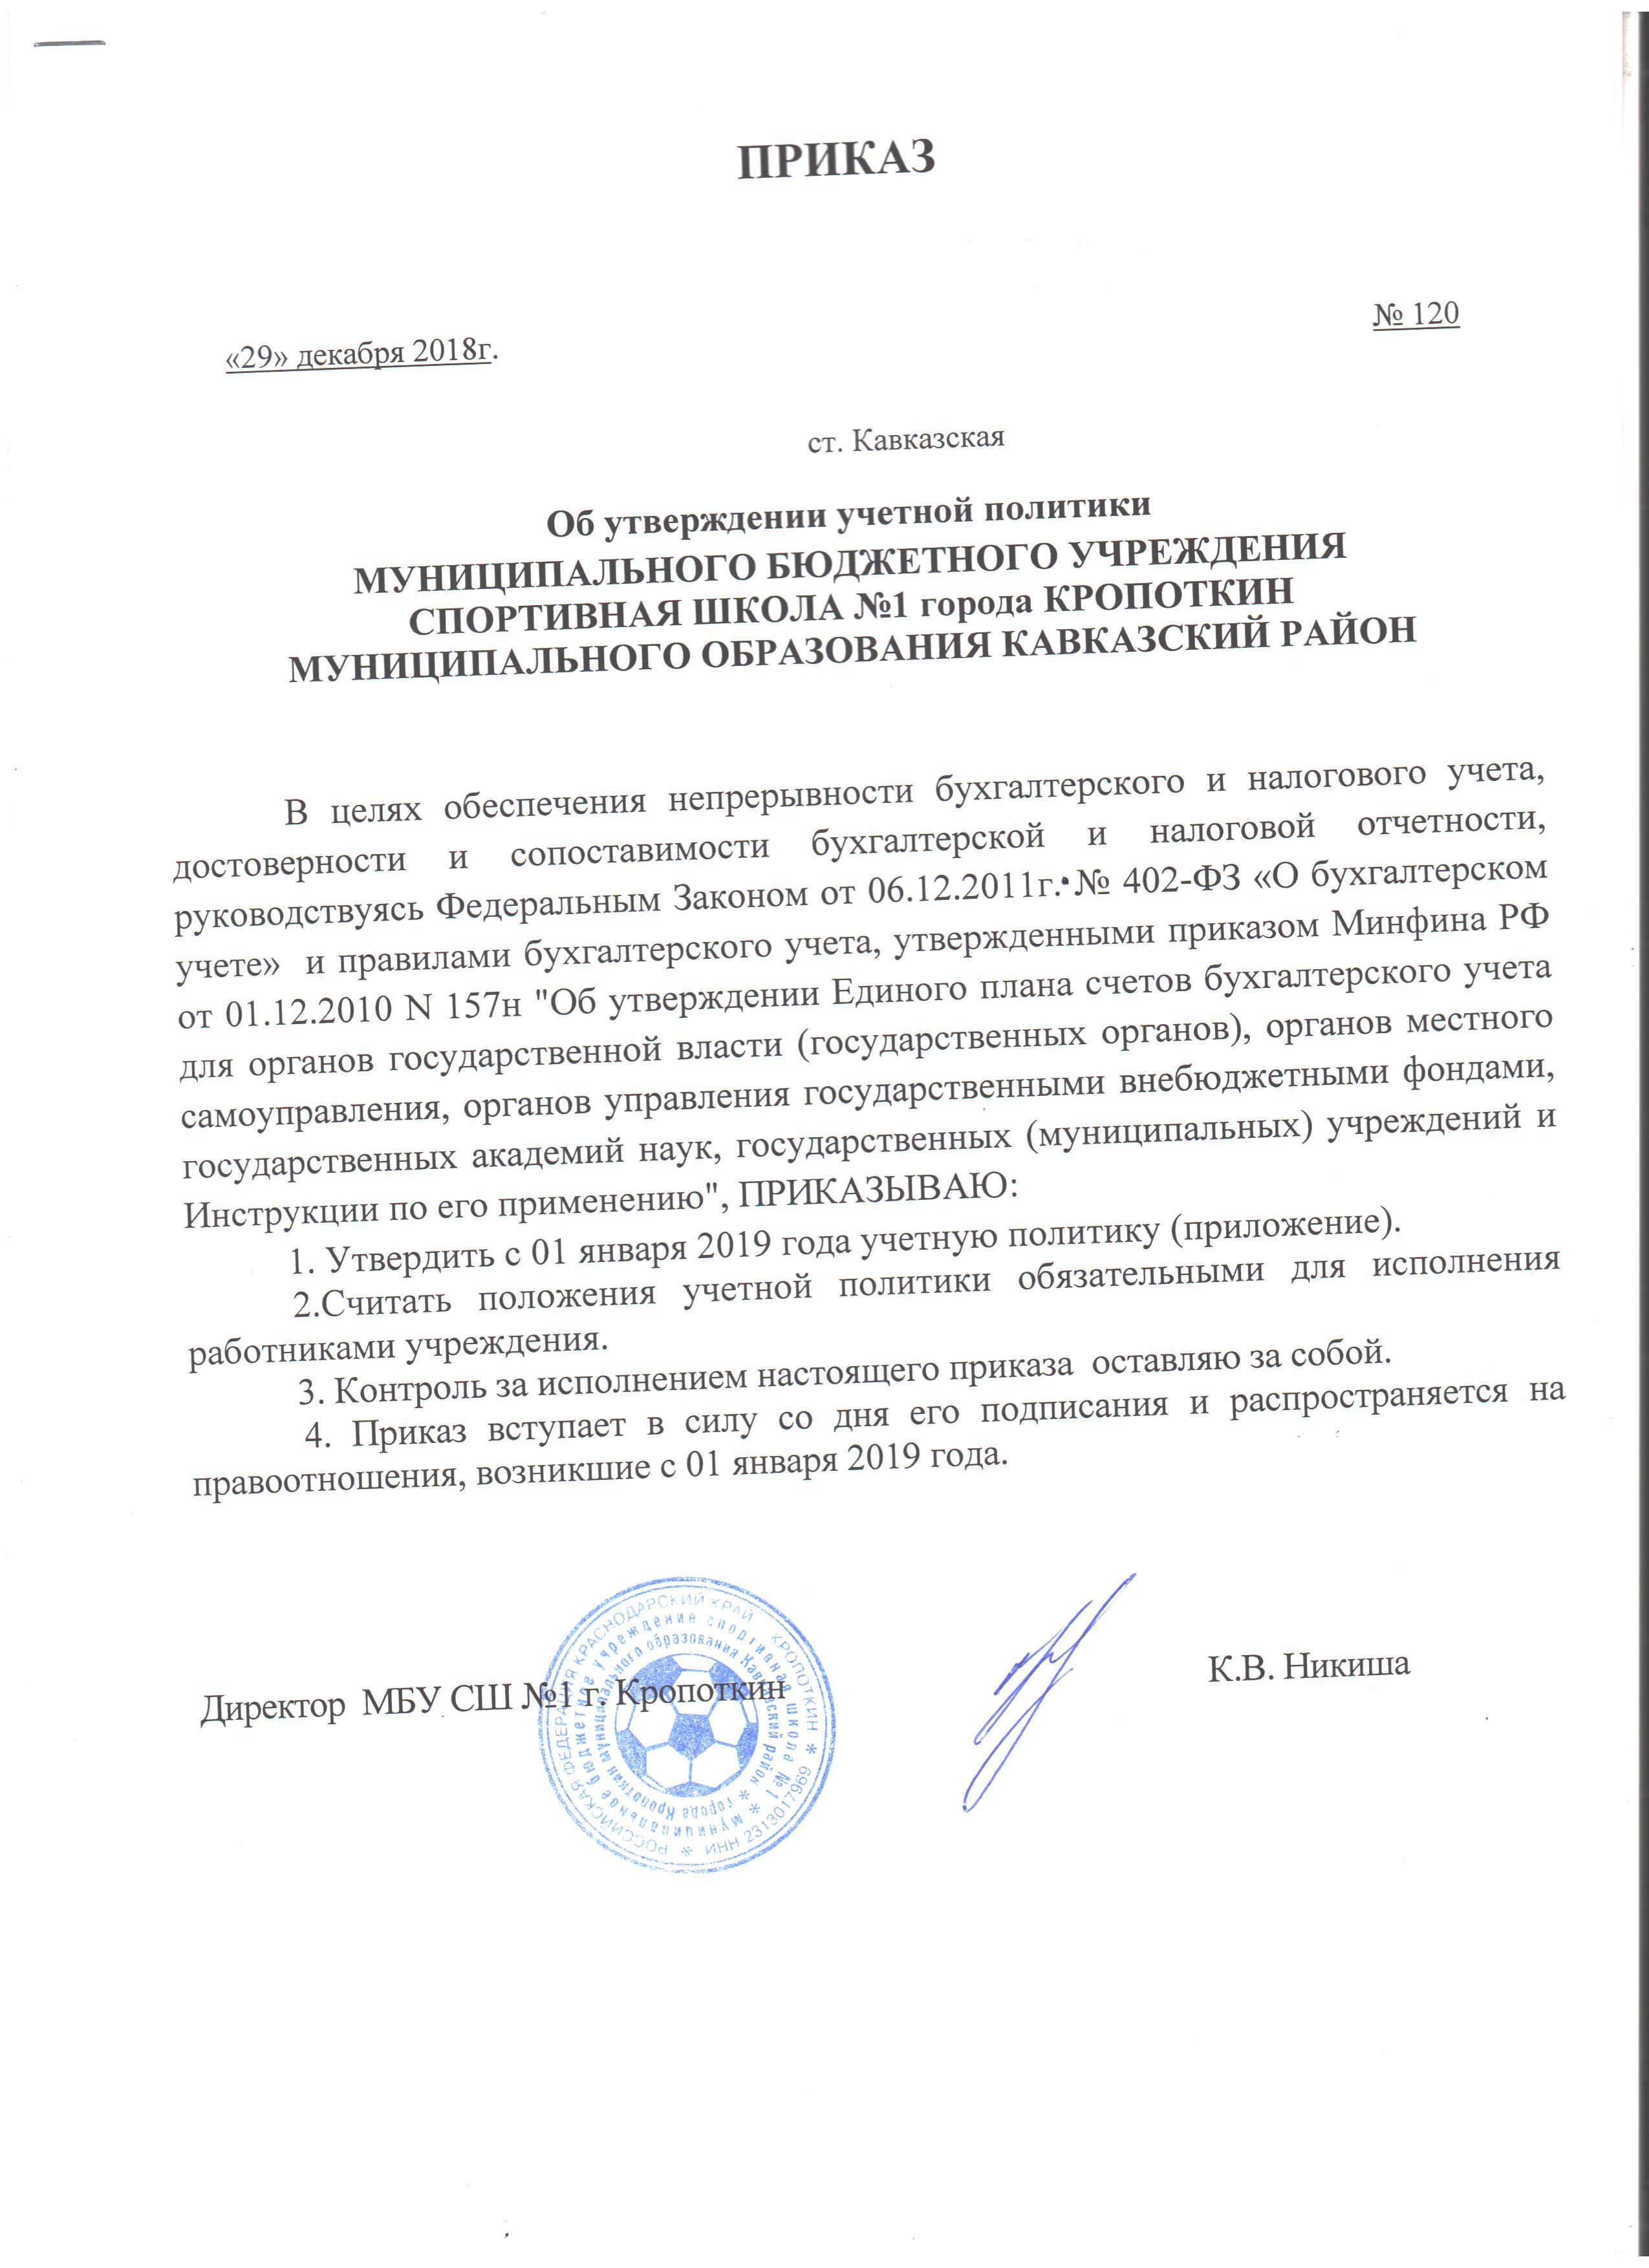 ПРИКАЗ
№ 120
«29» декабря 2018г.
ст. Кавказская
Об утверждении учетной политики
МУНИЦИПАЛЬНОГО БЮДЖЕТНОГО УЧРЕЖДЕНИЯ
СПОРТИВНАЯ ШКОЛА №1 города КРОПОТКИН
МУНИЦИПАЛЬНОГО ОБРАЗОВАНИЯ КАВКАЗСКИЙ РАЙОН
В целях обеспечения непрерывности бухгалтерского и налогового учета,
достоверности и сопоставимости бухгалтерской и налоговой отчетности,
руководствуясь Федеральным Законом от 06.12.2011г. № 402-ФЗ «О бухгалтерском
учете» и правилами бухгалтерского учета, утвержденными приказом Минфина РФ
от 01.12.2010 N 157н "Об утверждении Единого плана счетов бухгалтерского учета
для органов государственной власти (государственных органов), органов местного
самоуправления, органов управления государственными внебюджетными фондами,
государственных академий наук, государственных (муниципальных) учреждений и
Инструкции по его применению", ПРИКАЗЫВАЮ:
1. Утвердить с 01 января 2019 года учетную политику (приложение).
2.Считать положения учетной политики обязательными для исполнения
работниками учреждения.
3. Контроль за исполнением настоящего приказа оставляю за собой.
4. Приказ вступает в силу со дня его подписания и распространяется на
правоотношения, возникшие с 01 января 2019 года.
Директор МБУ СШ №1 г. Кропоткин
К.В. Никиша
РОССИЙСКАЯ ФЕДЕРАЦИЯ КРАСНОДАРСКИЙ КРАЙ КРОПОТКИН * ИНН 2313017969 *
муниципальное бюджетное учреждение спортивная школа №1 *
города Кропоткин муниципального образования Кавказский район *